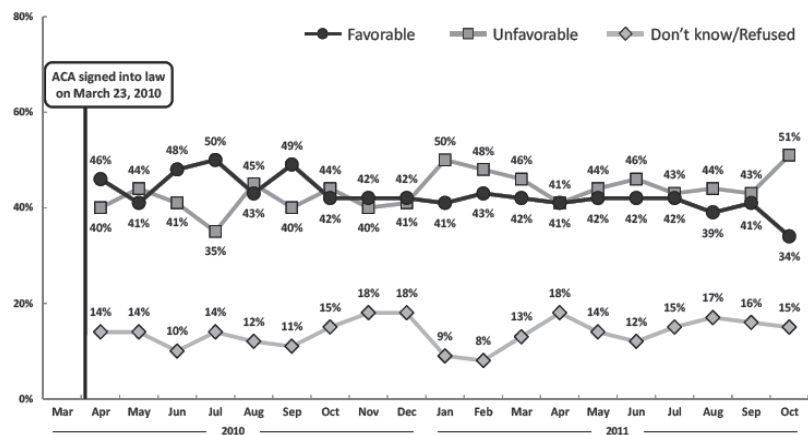 80%
Favorable Unfavorable Don't know/Refused
ACA signed into law
on March 23, 2010
60%
50% 49% 50% 48% 51%
46% 44% 48% 45% 44% 42% 42% 46% 41% 44% 46% 43% 44% 43%
40%
40% 41% 41% 35% 43% 40% 42% 40% 41% 41% 43% 42% 41% 42% 42% 42% 39% 41% 34%
20%
14% 14% 10% 14% 12% 11% 15% 18% 18% 9% 8% 13% 18% 14% 12% 15% 17% 16% 15%
0%
Mar Apr May Jun Jul Aug Sep Oct Nov Dec Jan Feb Mar Apr May Jun Jul Aug Sep Oct
2010 2011